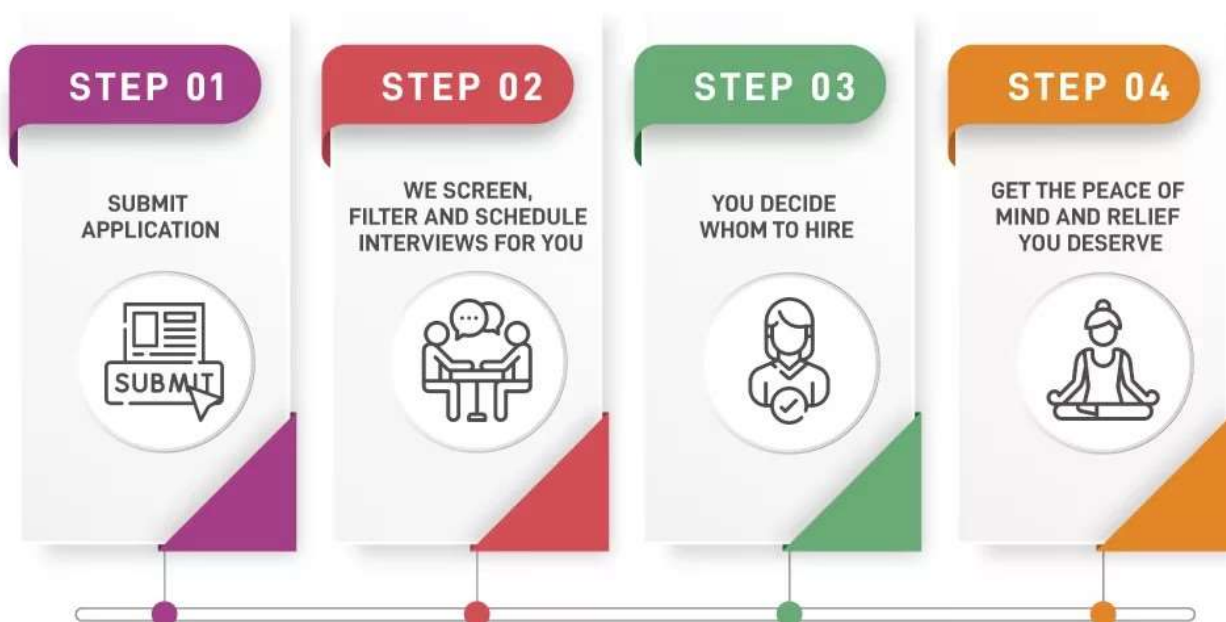 STEP 01
SUBMIT
APPLICATION
SUBMIT
STEP 02
WE SCREEN,
FILTER AND SCHEDULE
INTERVIEWS FOR YOU
STEP 03
YOU DECIDE
WHOM TO HIRE
STEP 04
GET THE PEACE OF
MIND AND RELIEF
YOU DESERVE